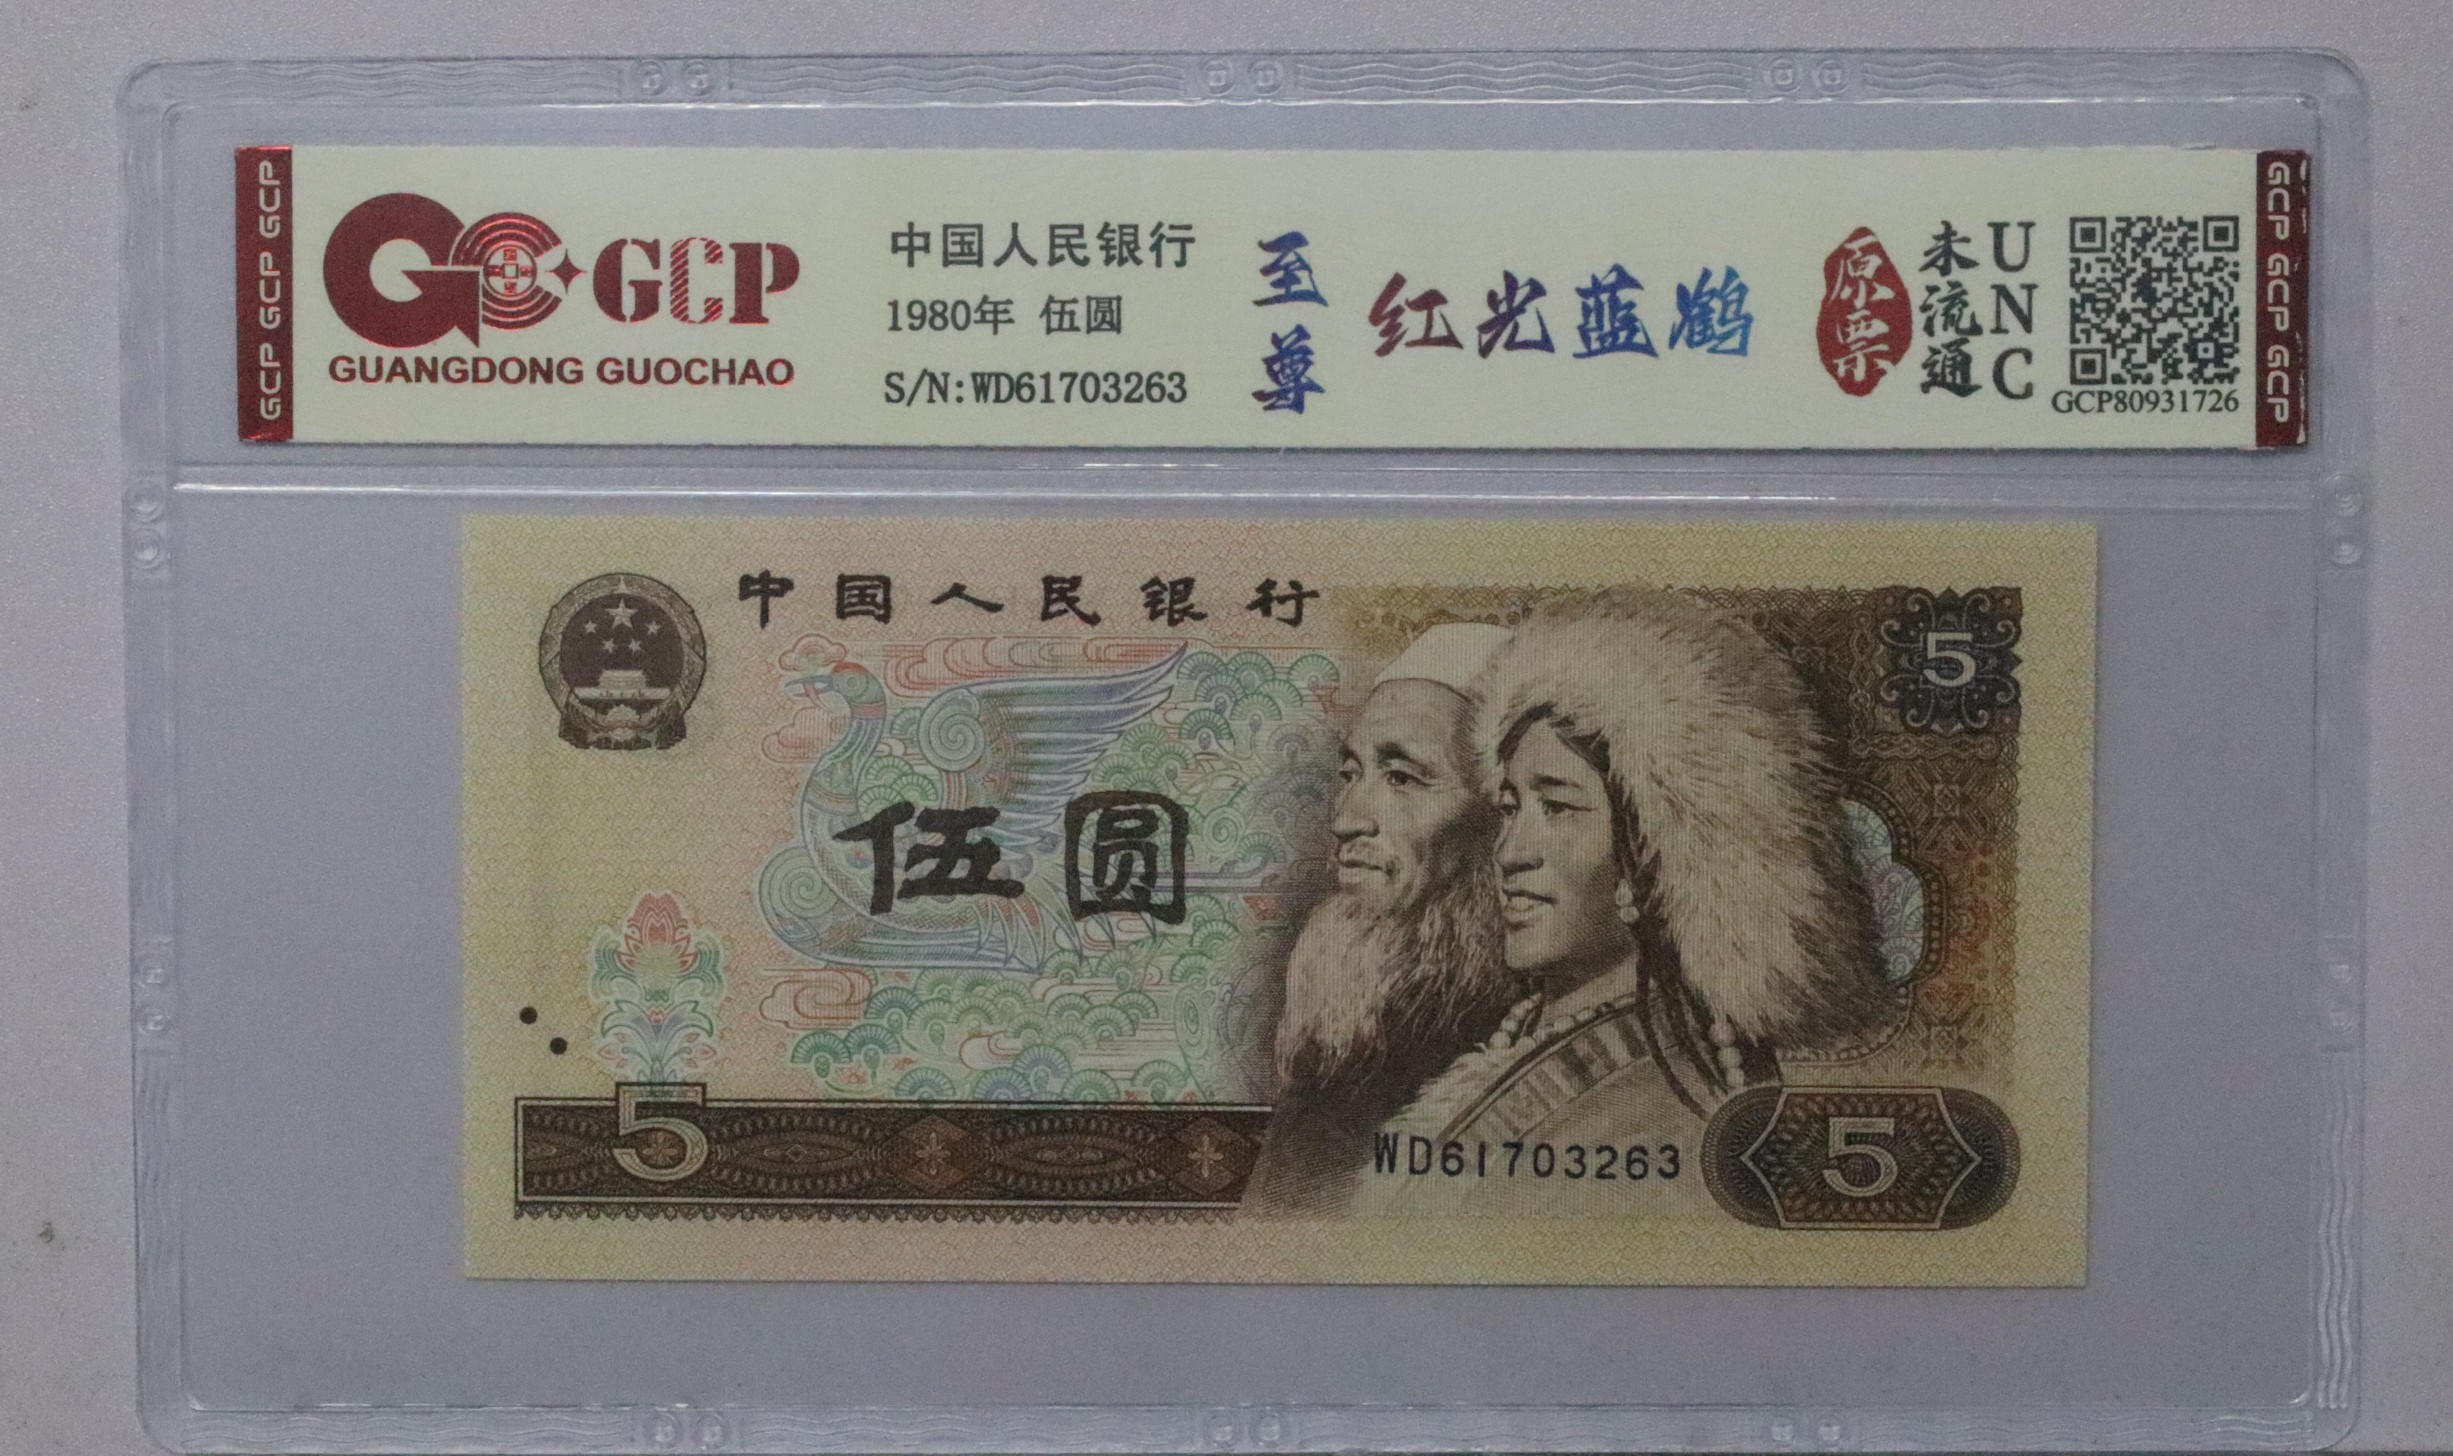 GCP GCP GCP
GCP
GUANGDONG GUOCHAO
中国人民银行
1980年 伍圆
S/N:WD61703263
至尊
红光蓝鹤
原票
未流通
UNC
GCP80931726
GCP GCP GCP
中国人民银行
5
伍圆
5
WD61703263
5